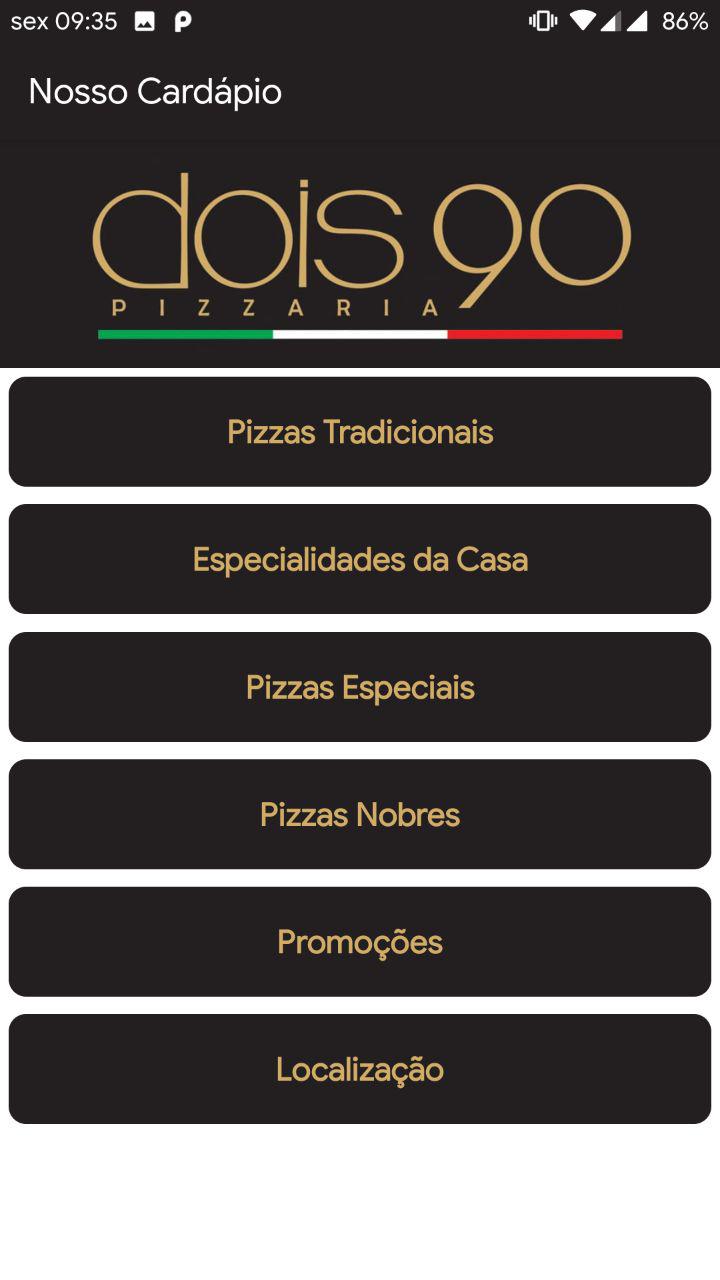 sex 09:35 86%
Nosso Cardápio
dois 90
PIZZARIA
Pizzas Tradicionais
Especialidades da Casa
Pizzas Especiais
Pizzas Nobres
Promoções
Localização